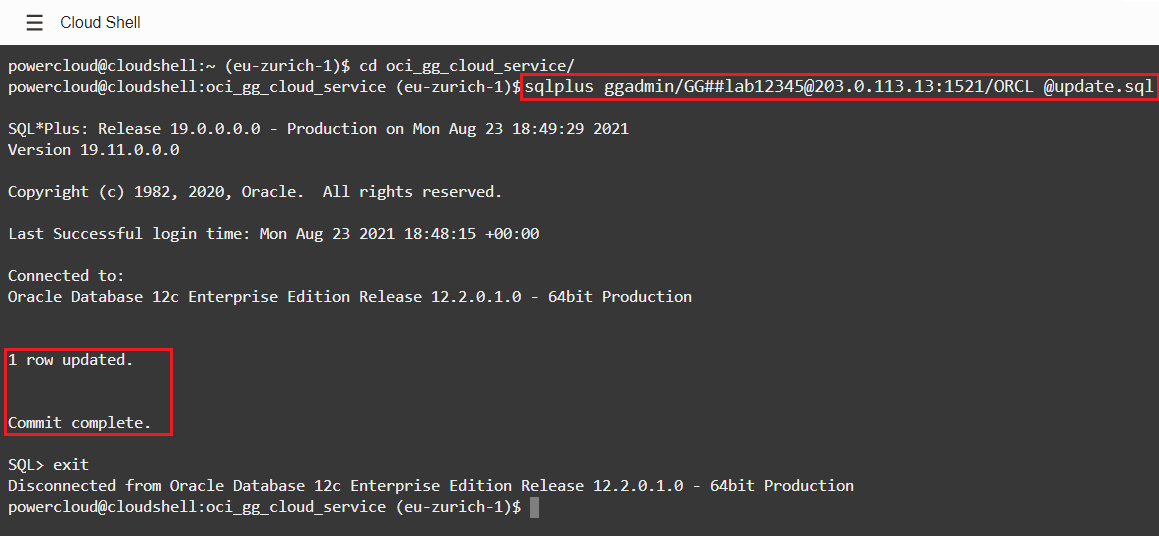 Cloud Shell
powercloud@cloudshell:~ (eu-zurich-1)$ cd oci_gg_cloud_service/
powercloud@cloudshell:oci_gg_cloud_service (eu-zurich-1)$sqlplus ggadmin/GG##lab12345@203.0.113.13:1521/ORCL @update.sql
SQL*Plus: Release 19.0.0.0.0 - Production on Mon Aug 23 18:49:29 2021
Version 19.11.0.0.0
Copyright (c) 1982, 2020, Oracle.  All rights reserved.
Last Successful login time: Mon Aug 23 2021 18:48:15 +00:00
Connected to:
Oracle Database 12c Enterprise Edition Release 12.2.0.1.0 - 64bit Production
1 row updated.
Commit complete.
SQL> exit
Disconnected from Oracle Database 12c Enterprise Edition Release 12.2.0.1.0 - 64bit Production
powercloud@cloudshell:oci_gg_cloud_service (eu-zurich-1)$